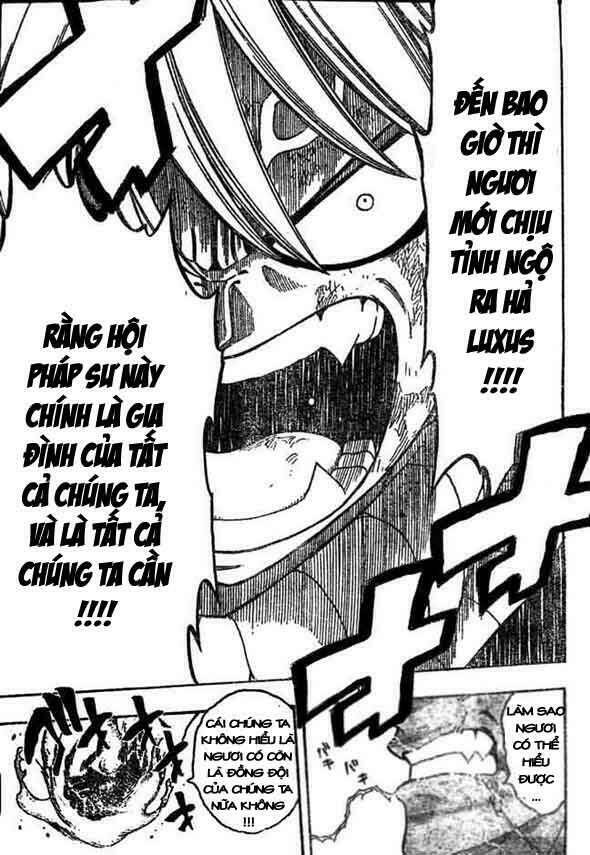 ĐẾN BAO
GIỜ THÌ
NGƯƠI
MỚI CHỊU
TỈNH NGỘ
RA HẢ
LUXUS
!!!!
RẰNG HỘI
PHÁP SƯ NÀY
CHÍNH LÀ GIA
ĐÌNH CỦA TẤT
CẢ CHÚNG TA,
VÀ LÀ TẤT CẢ
CHÚNG TA CẦN
!!!!
LÀM SAO
NGƯƠI
CÓ THỂ
HIỂU
ĐƯỢC
...
CÁI CHÚNG TA
KHÔNG HIỂU LÀ
NGƯƠI CÓ CÒN
LÀ ĐỒNG ĐỘI
CỦA CHÚNG TA
NỮA KHÔNG
!!!